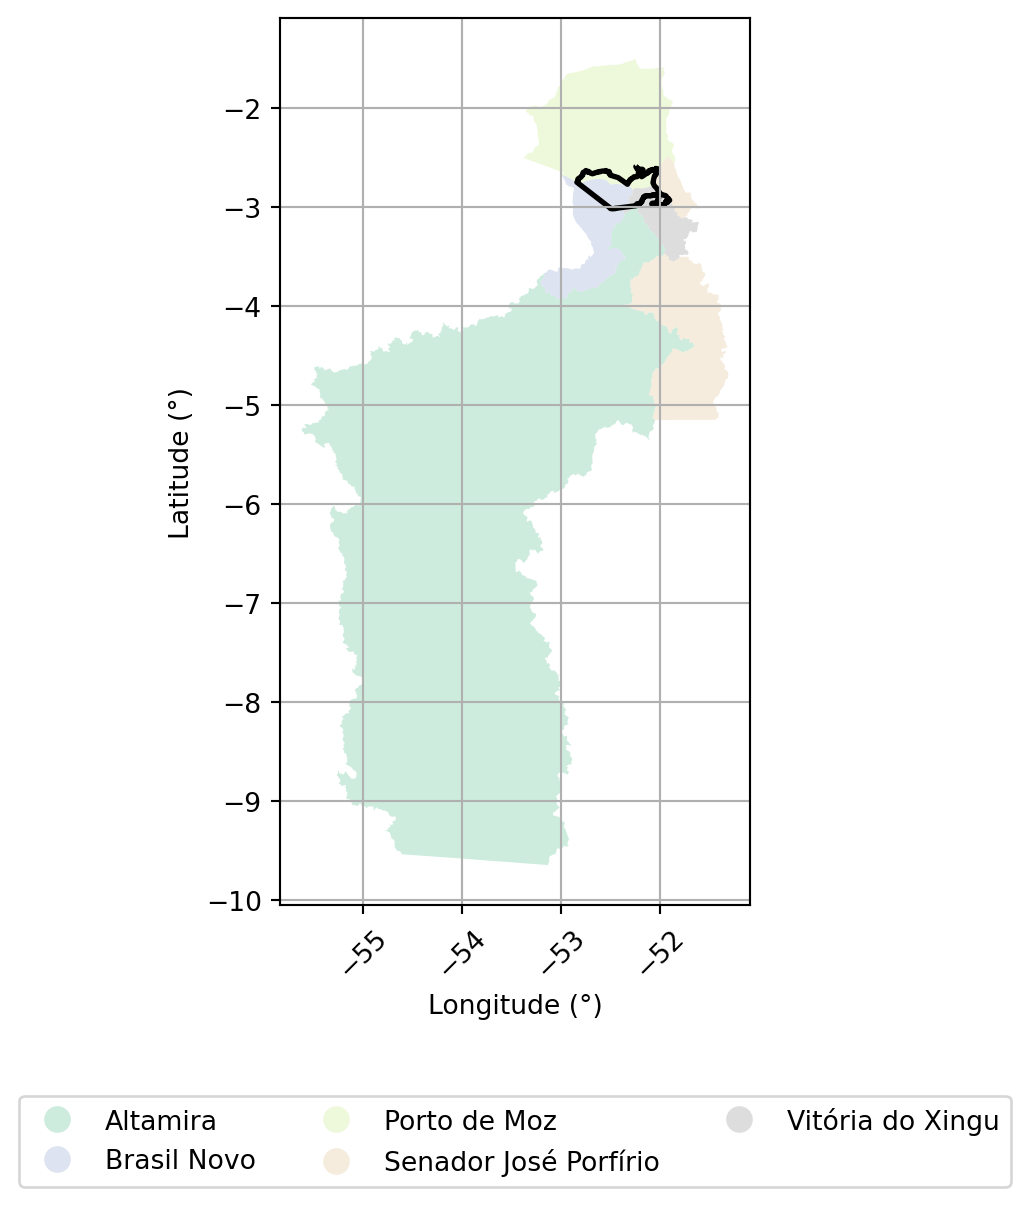 −2
−3
−4
−5
−6
−7
−8
−9
−10
Latitude (°)
−55
−54
−53
−52
Longitude (°)
Altamira
Brasil Novo
Porto de Moz
Senador José Porfírio
Vitória do Xingu